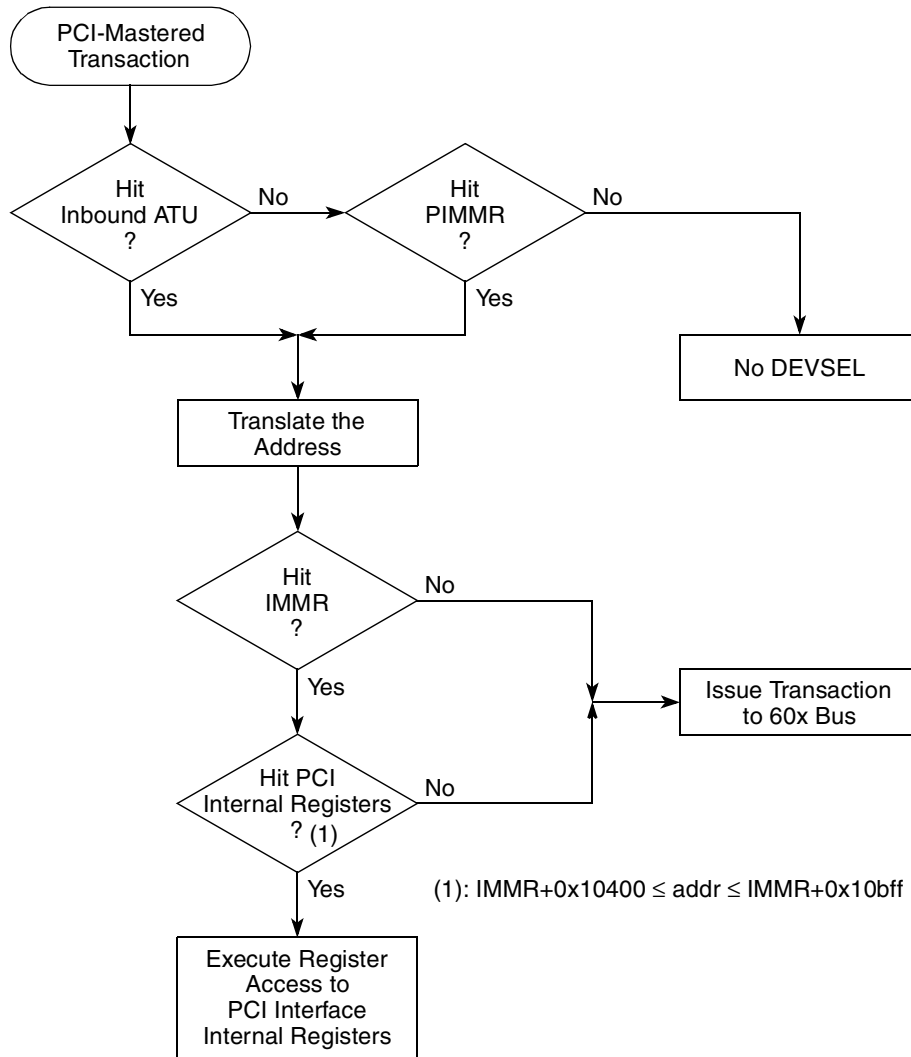 PCI-Mastered
Transaction
Hit
Inbound ATU
?
No
Hit
PIMMR
?
No
Yes
Yes
No DEVSEL
Translate the
Address
Hit
IMMR
?
No
Yes
Issue Transaction
to 60x Bus
Hit PCI
Internal Registers
? (1)
No
Yes
(1): IMMR+0x10400 ≤ addr ≤ IMMR+0x10bff
Execute Register
Access to
PCI Interface
Internal Registers